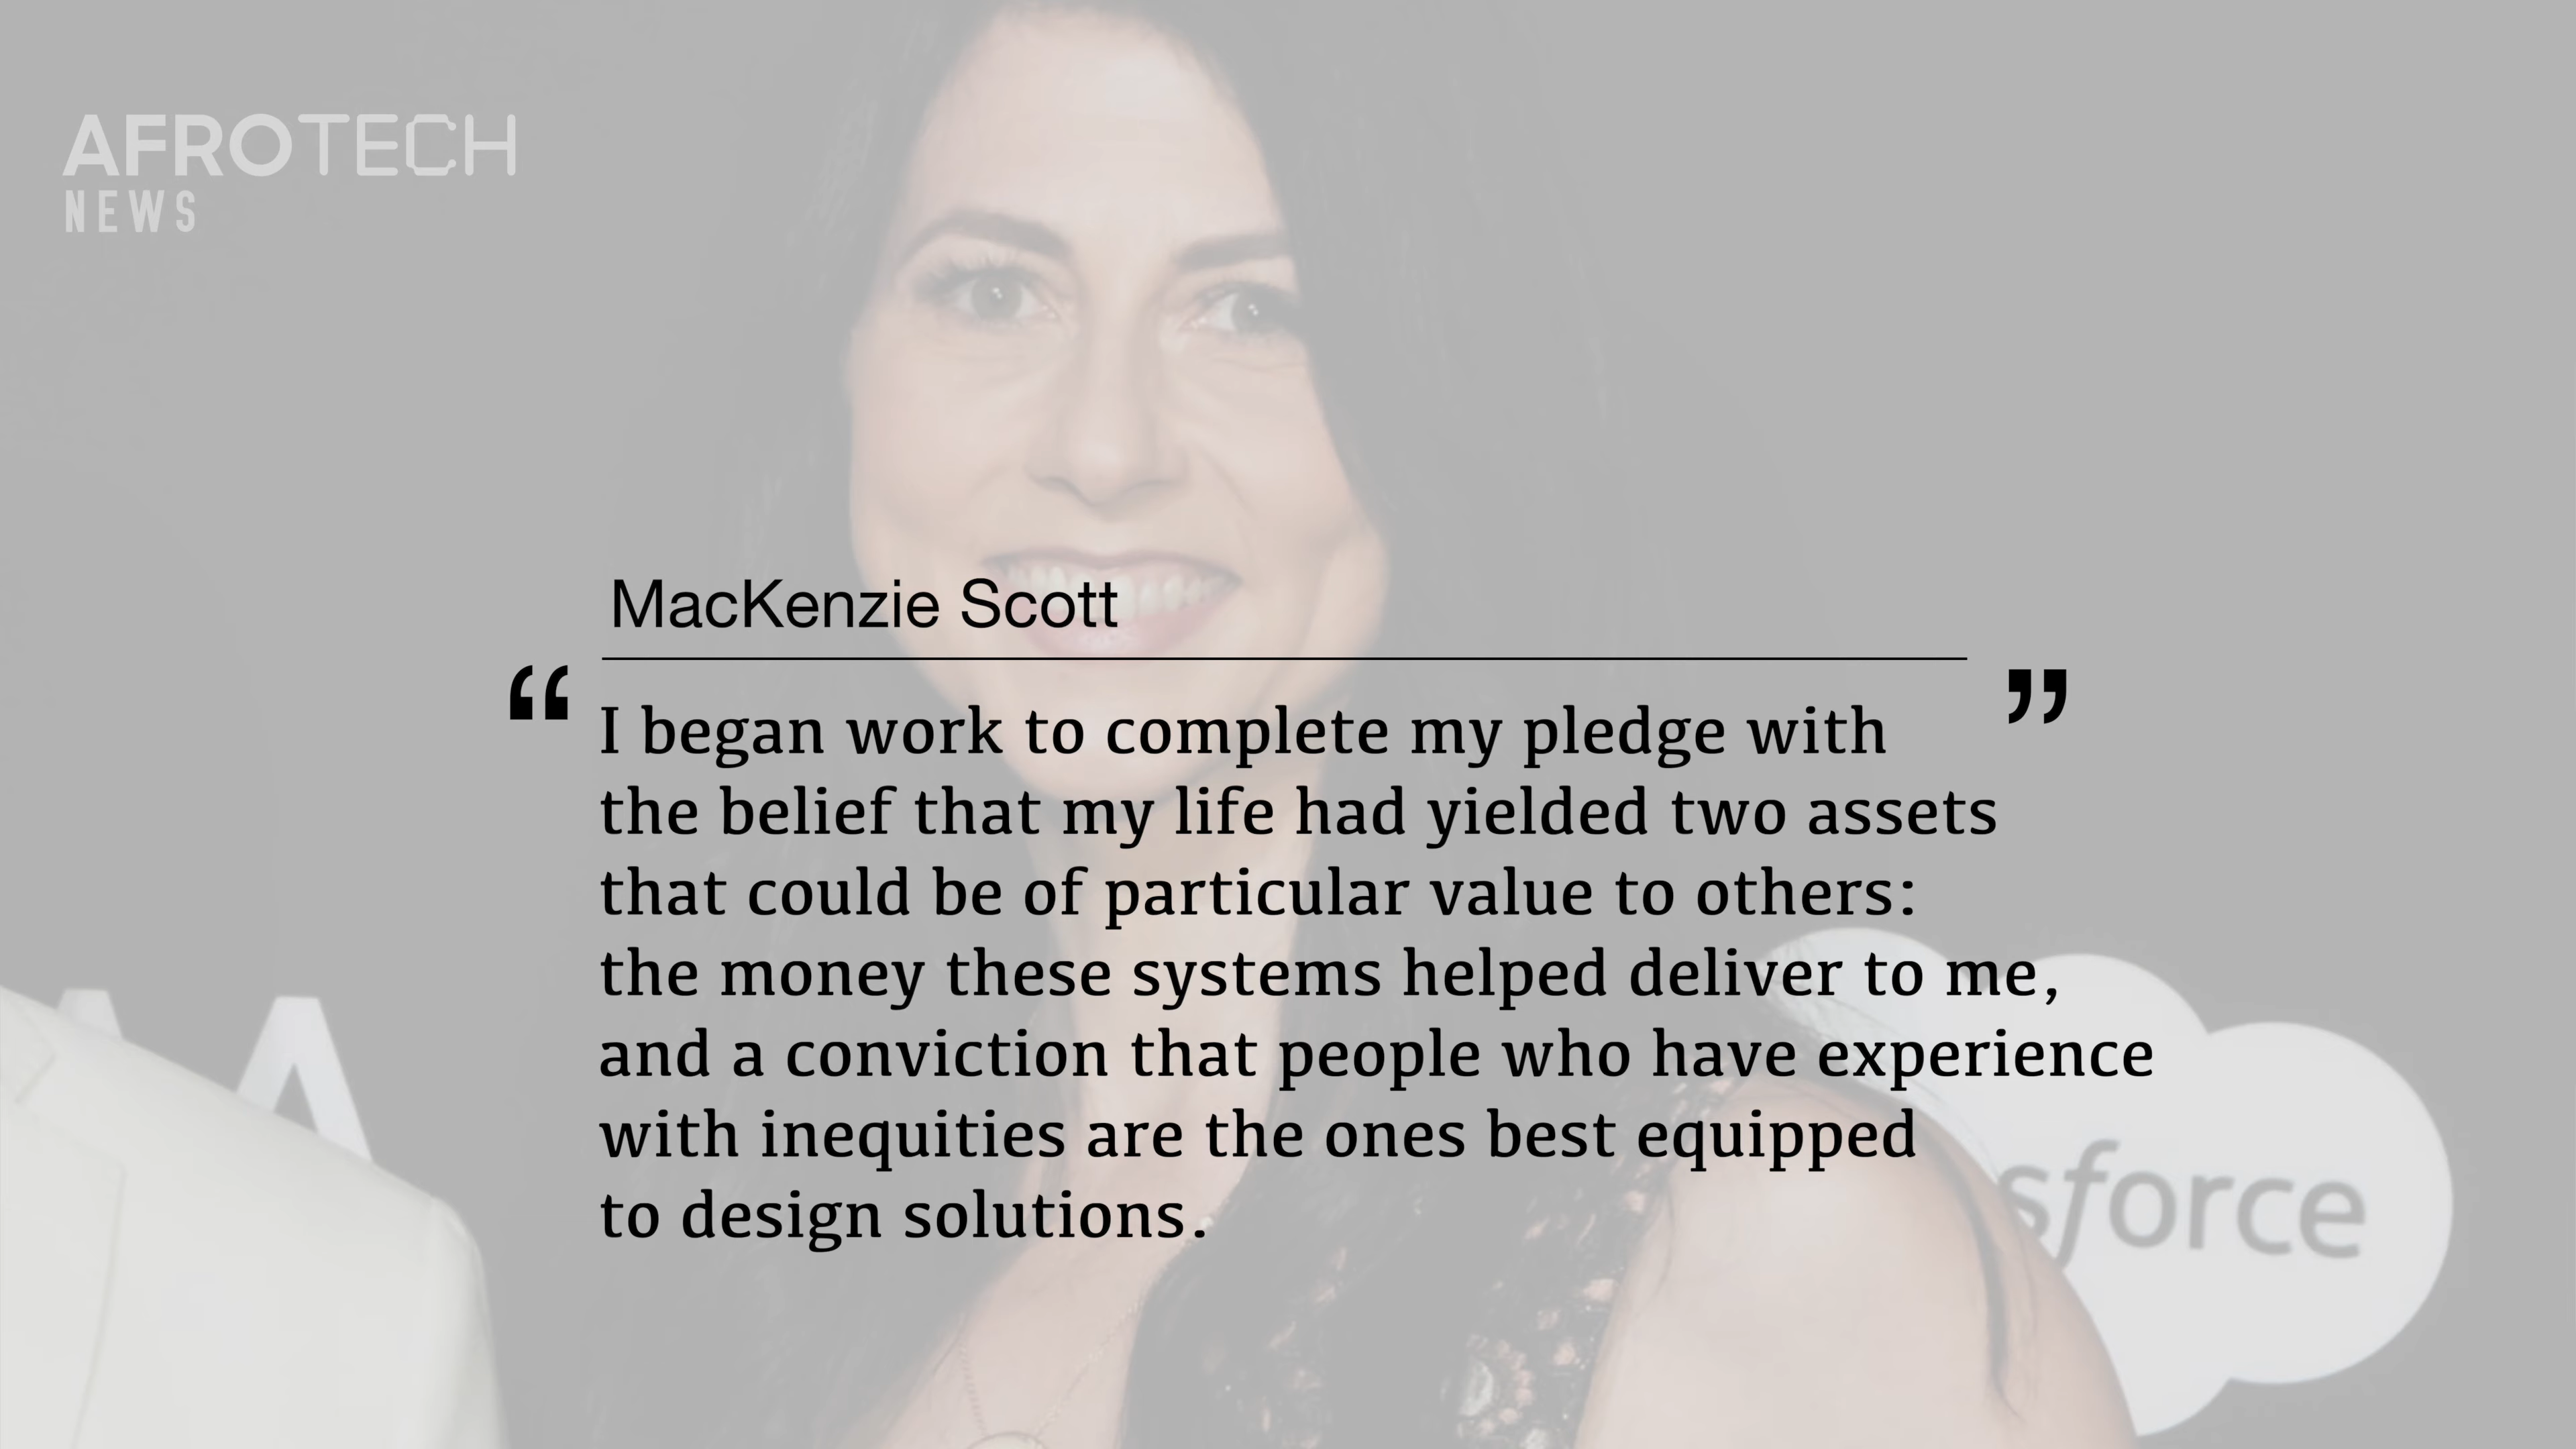 AFROTECH
NEWS
MacKenzie Scott
“ I began work to complete my pledge with ”
the belief that my life had yielded two assets
that could be of particular value to others:
the money these systems helped deliver to me,
and a conviction that people who have experience
with inequities are the ones best equipped
to design solutions.
sforce